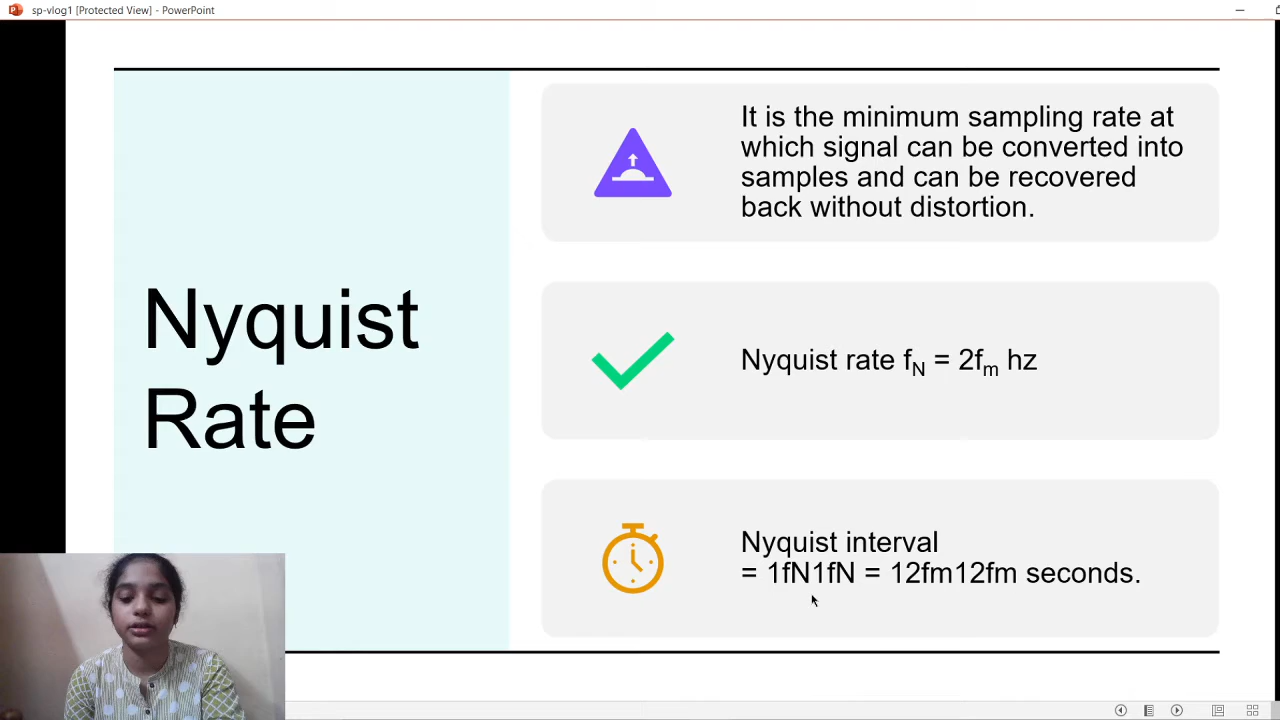 sp-vlog1 [Protected View] - PowerPoint
Nyquist
Rate
It is the minimum sampling rate at
which signal can be converted into
samples and can be recovered
back without distortion.
Nyquist rate fN = 2fm hz
Nyquist interval
= 1fN1fN = 12fm12fm seconds.